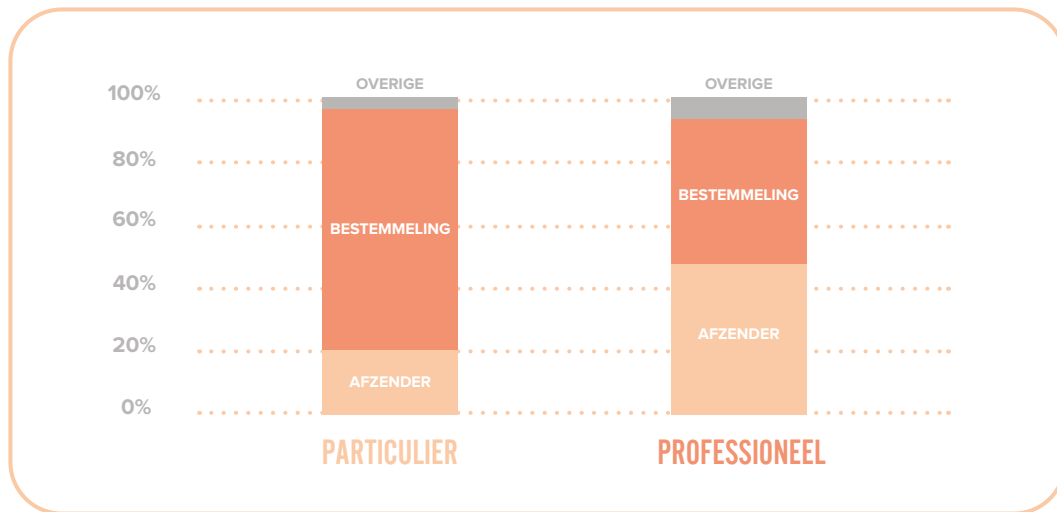 OVERIGE
OVERIGE
100%
80%
BESTEMMELING
60%
BESTEMMELING
40%
AFZENDER
20%
AFZENDER
0%
PARTICULIER
PROFESSIONEEL